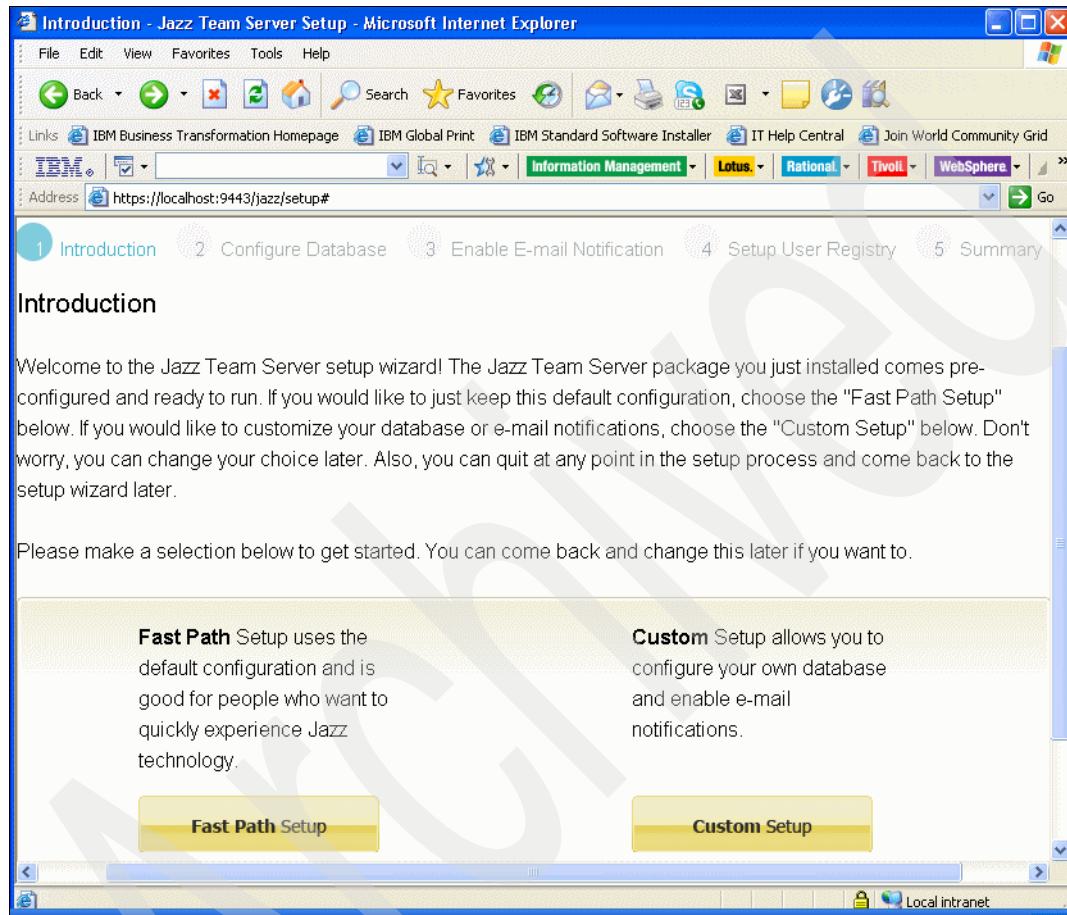 Introduction - Jazz Team Server Setup - Microsoft Internet Explorer
File Edit View Favorites Tools Help
Back Search Favorites
Links IBM Business Transformation Homepage IBM Global Print IBM Standard Software Installer IT Help Central Join World Community Grid
IBM® Information Management Lotus. Rational. Tivoli. WebSphere.
Address https://localhost:9443/jazz/setup# Go
1 Introduction 2 Configure Database 3 Enable E-mail Notification 4 Setup User Registry 5 Summary
Introduction
Welcome to the Jazz Team Server setup wizard! The Jazz Team Server package you just installed comes pre-
configured and ready to run. If you would like to just keep this default configuration, choose the "Fast Path Setup"
below. If you would like to customize your database or e-mail notifications, choose the "Custom Setup" below. Don't
worry, you can change your choice later. Also, you can quit at any point in the setup process and come back to the
setup wizard later.
Please make a selection below to get started. You can come back and change this later if you want to.
Fast Path Setup uses the
default configuration and is
good for people who want to
quickly experience Jazz
technology.
Fast Path Setup
Custom Setup allows you to
configure your own database
and enable e-mail
notifications.
Custom Setup
Local intranet
Archived